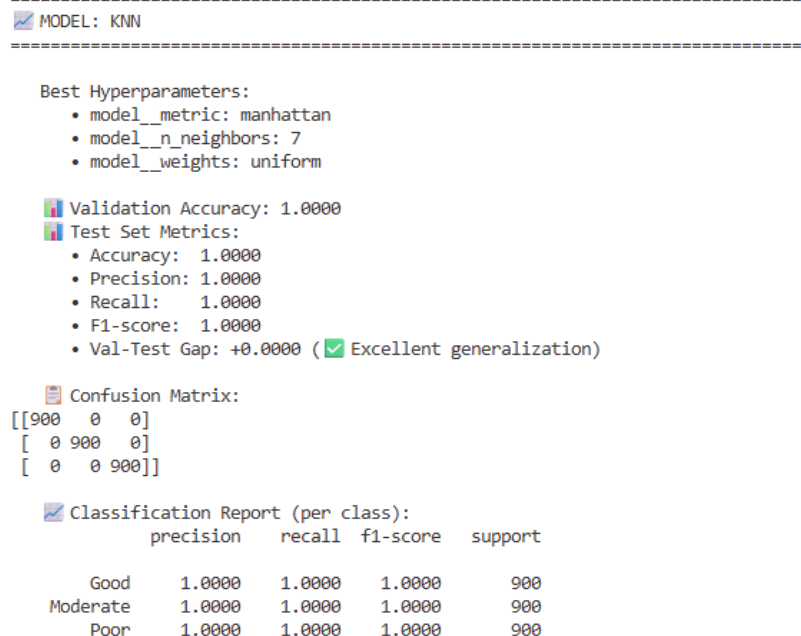 ================================================================================
📈 MODEL: KNN
================================================================================
Best Hyperparameters:
• model__metric: manhattan
• model__n_neighbors: 7
• model__weights: uniform
📊 Validation Accuracy: 1.0000
📊 Test Set Metrics:
• Accuracy:  1.0000
• Precision: 1.0000
• Recall:    1.0000
• F1-score:  1.0000
• Val-Test Gap: +0.0000 (✅ Excellent generalization)
📋 Confusion Matrix:
[[900   0   0]
 [  0 900   0]
 [  0   0 900]]
📈 Classification Report (per class):
precision    recall  f1-score   support
Good     1.0000    1.0000    1.0000       900
Moderate     1.0000    1.0000    1.0000       900
Poor     1.0000    1.0000    1.0000       900